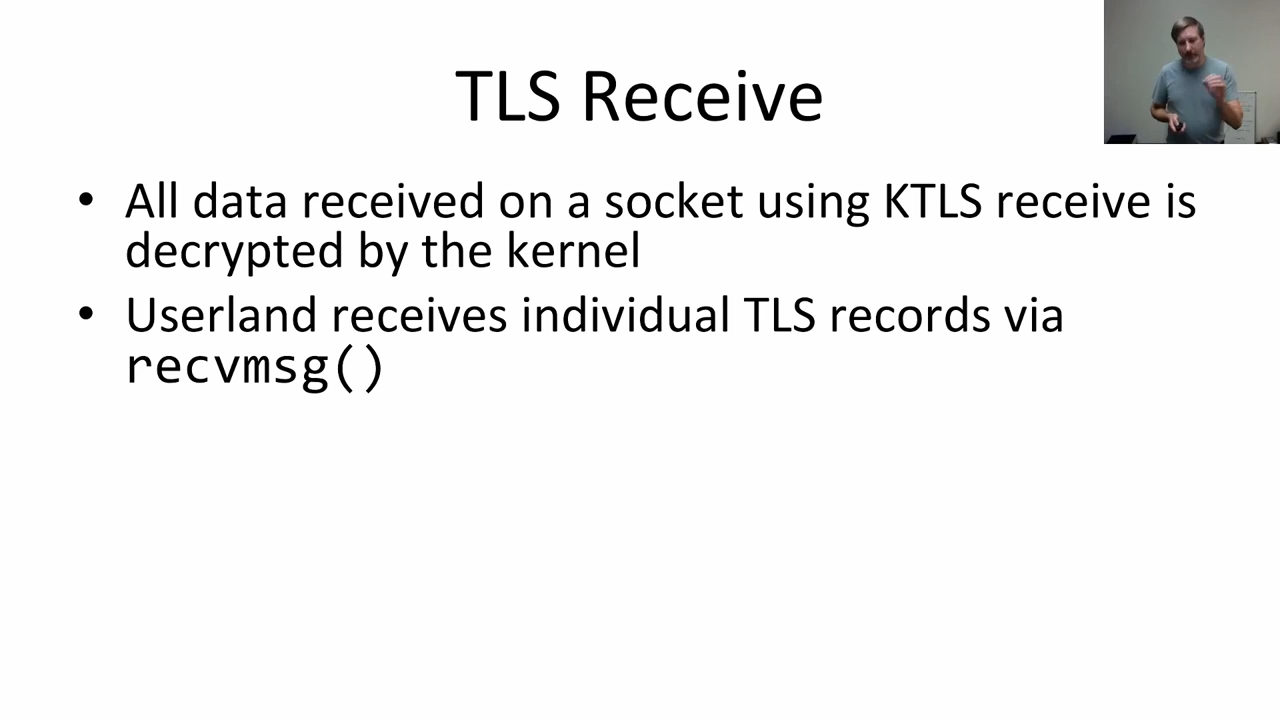 TLS Receive
• All data received on a socket using KTLS receive is
decrypted by the kernel
• Userland receives individual TLS records via
recvmsg()